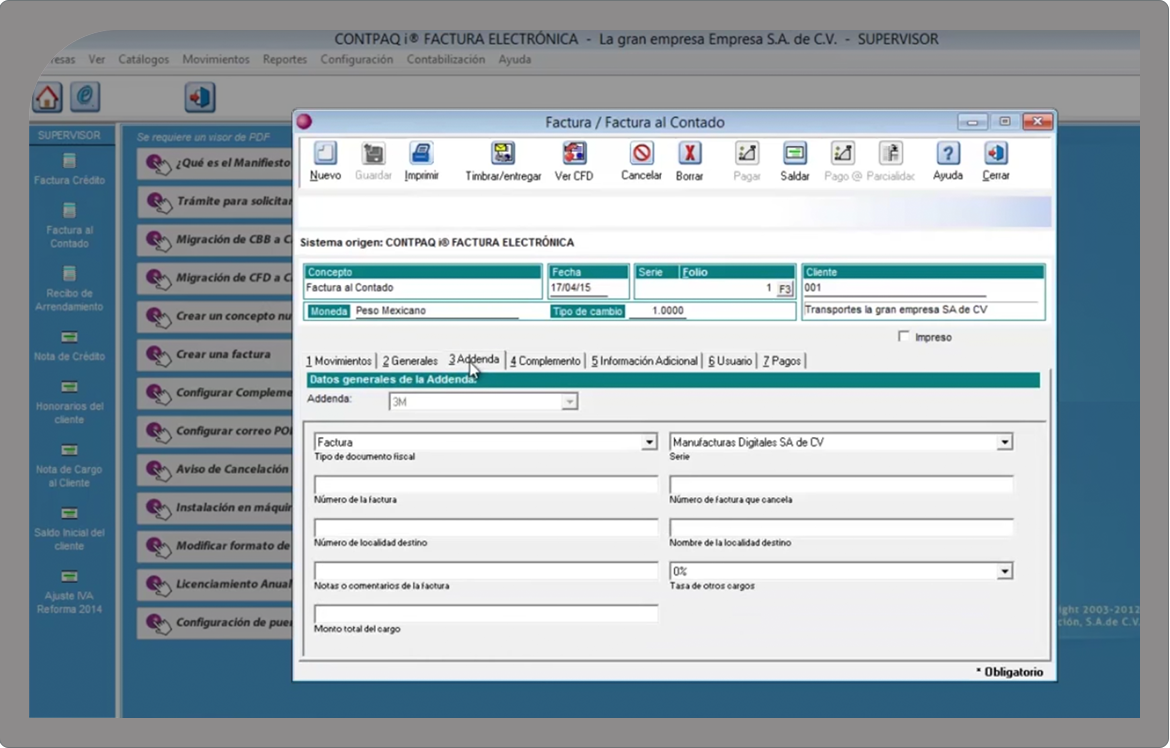 CONTPAQ i® FACTURA ELECTRÓNICA - La gran empresa Empresa S.A. de C.V. - SUPERVISOR
esas Ver Catálogos Movimientos Reportes Configuración Contabilización Ayuda
SUPERVISOR
Factura Crédito
Factura al
Contado
Recibo de
Arrendamiento
Nota de Crédito
Honorarios del
cliente
Nota de Cargo
al Cliente
Saldo Inicial del
cliente
Ajuste IVA
Reforma 2014
Se requiere un visor de PDF
¿Qué es el Manifiesto
Trámite para solicitar
Migración de CBB a C
Migración de CFD a C
Crear un concepto nu
Crear una factura
Configurar Compleme
Configurar correo PO
Aviso de Cancelación
Instalación en máquin
Modificar formato de
Licenciamiento Anual
Configuración de puer
Factura / Factura al Contado
Nuevo Guardar Imprimir Timbrar/entregar Ver CFD Cancelar Borrar Pagar Saldar Pago @ Parcialidac Ayuda Cerrar
Sistema origen: CONTPAQ i® FACTURA ELECTRÓNICA
Concepto Fecha Serie Folio Cliente
Factura al Contado 17/04/15 1 F3 001
Moneda Peso Mexicano Tipo de cambio 1.0000 Transportes la gran empresa SA de CV
Impreso
1 Movimientos 2 Generales 3 Addenda 4 Complemento 5 Información Adicional 6 Usuario 7 Pagos
Datos generales de la Addenda.
Addenda: 3M
Factura Manufacturas Digitales SA de CV
Tipo de documento fiscal Serie
Número de la factura Número de factura que cancela
Número de localidad destino Nombre de la localidad destino
0%
Notas o comentarios de la factura Tasa de otros cargos
Monto total del cargo
* Obligatorio
ight 2003-2012
ción, S.A.de C.V.